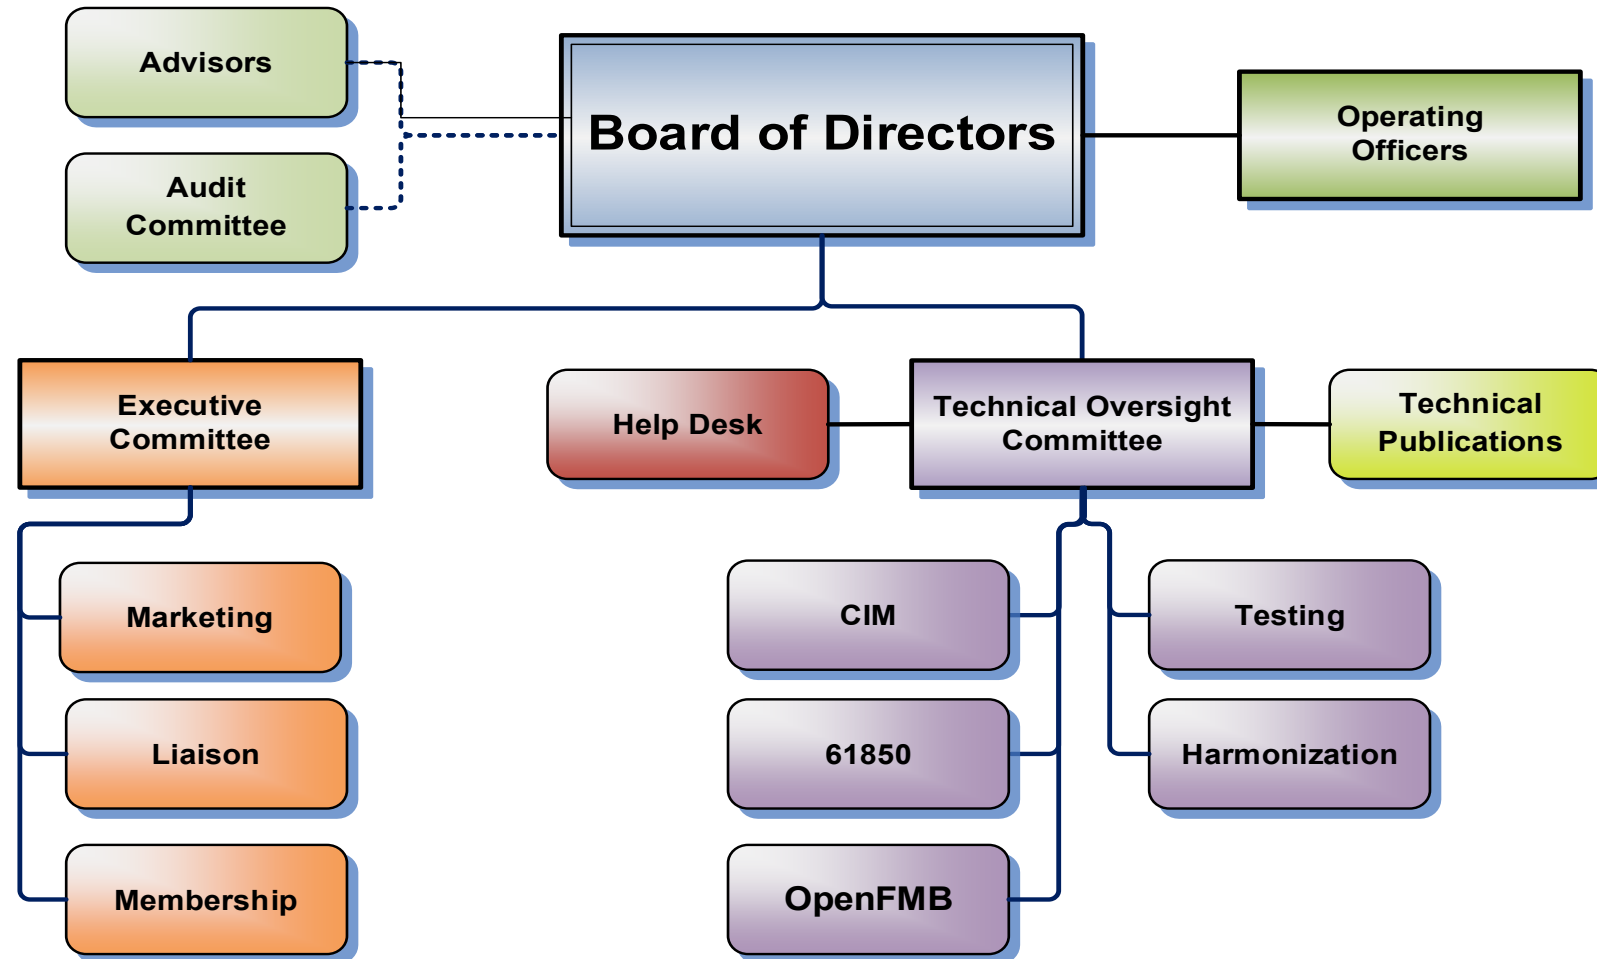 Advisors
Board of Directors
Operating
Officers
Audit
Committee
Executive
Committee
Help Desk
Technical Oversight
Committee
Technical
Publications
Marketing
CIM
Testing
Liaison
61850
Harmonization
Membership
OpenFMB